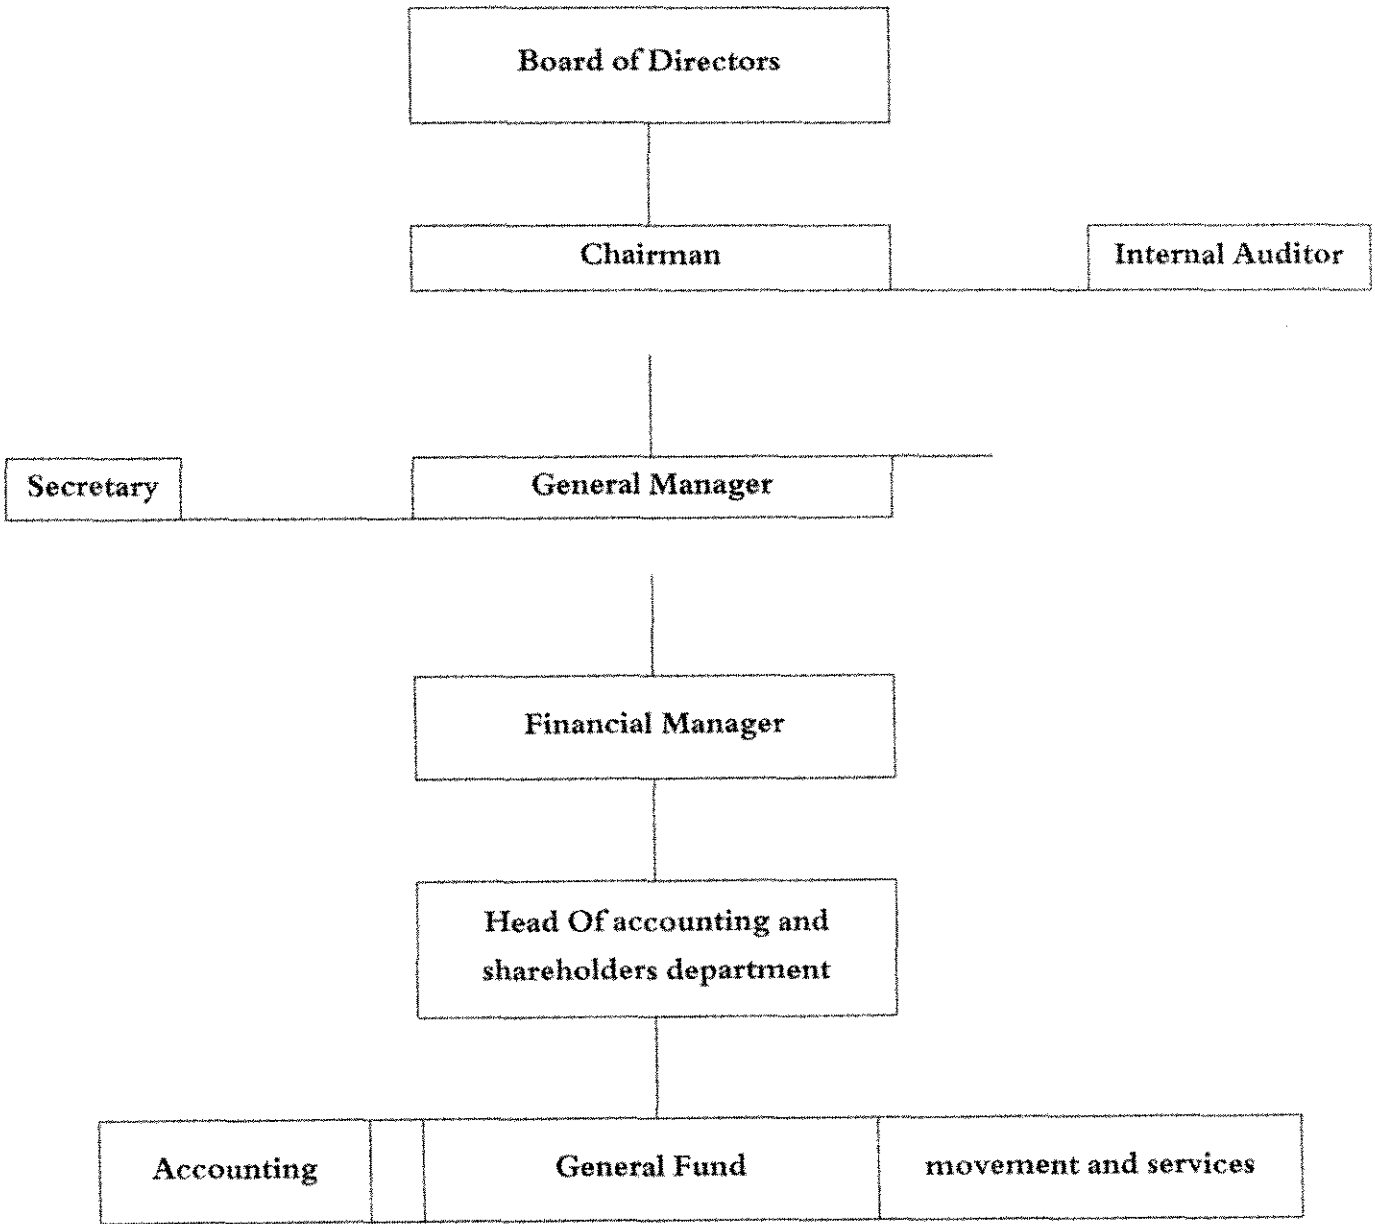 Board of Directors
Chairman
Internal Auditor
Secretary
General Manager
Financial Manager
Head Of accounting and
shareholders department
Accounting
General Fund
movement and services